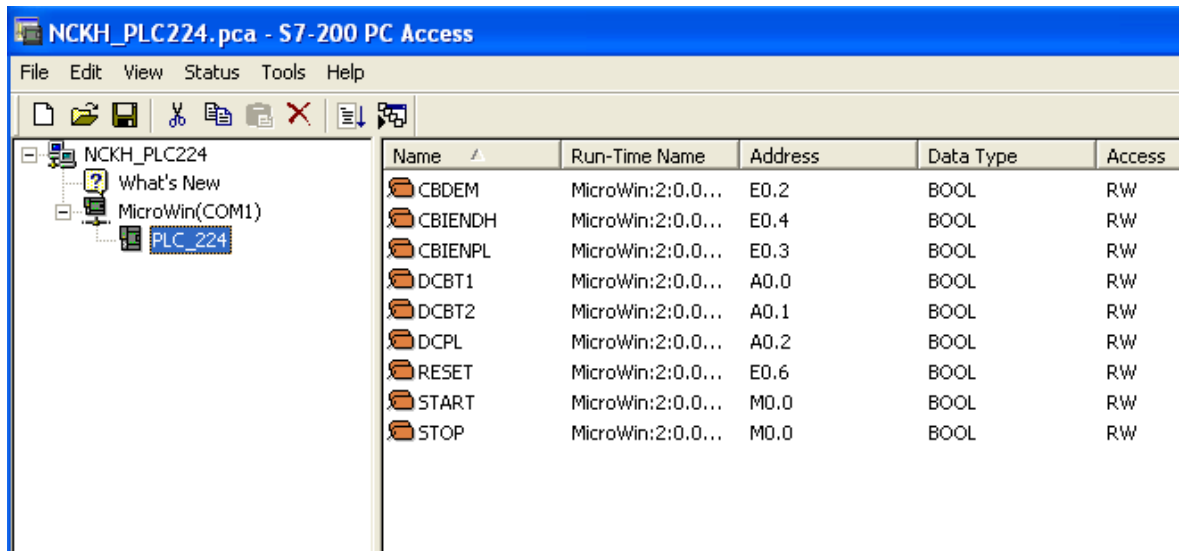 NCKH_PLC224.pca - S7-200 PC Access
File Edit View Status Tools Help
NCKH_PLC224
What's New
MicroWin(COM1)
PLC_224
Name Run-Time Name Address Data Type Access
CBDEM MicroWin:2:0.0... E0.2 BOOL RW
CBIENDH MicroWin:2:0.0... E0.4 BOOL RW
CBIENPL MicroWin:2:0.0... E0.3 BOOL RW
DCBT1 MicroWin:2:0.0... A0.0 BOOL RW
DCBT2 MicroWin:2:0.0... A0.1 BOOL RW
DCPL MicroWin:2:0.0... A0.2 BOOL RW
RESET MicroWin:2:0.0... E0.6 BOOL RW
START MicroWin:2:0.0... M0.0 BOOL RW
STOP MicroWin:2:0.0... M0.0 BOOL RW